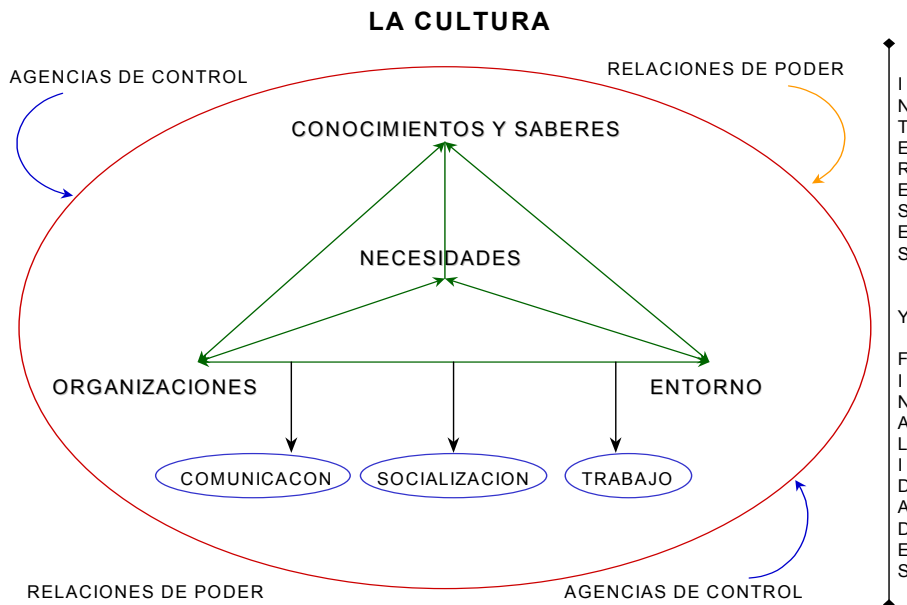 LA CULTURA
AGENCIAS DE CONTROL
RELACIONES DE PODER
CONOCIMIENTOS Y SABERES
NECESIDADES
ORGANIZACIONES
ENTORNO
COMUNICACON
SOCIALIZACION
TRABAJO
RELACIONES DE PODER
AGENCIAS DE CONTROL
INTERESES
Y
FINALIDADES